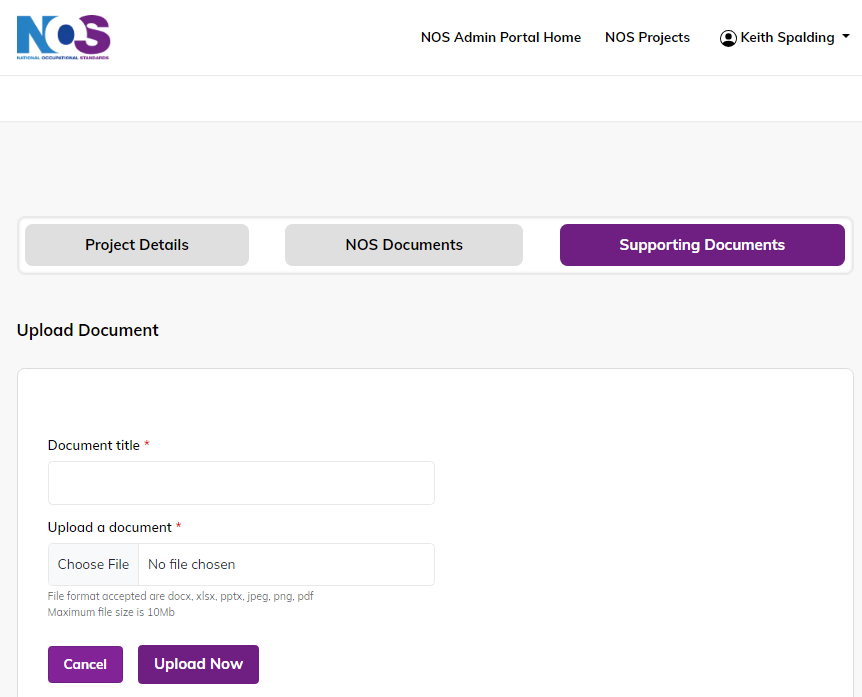 NOS
NATIONAL OCCUPATIONAL STANDARDS
NOS Admin Portal Home
NOS Projects
Keith Spalding
Project Details
NOS Documents
Supporting Documents
Upload Document
Document title *
Upload a document *
Choose File
No file chosen
File format accepted are docx, xlsx, pptx, jpeg, png, pdf
Maximum file size is 10Mb
Cancel
Upload Now